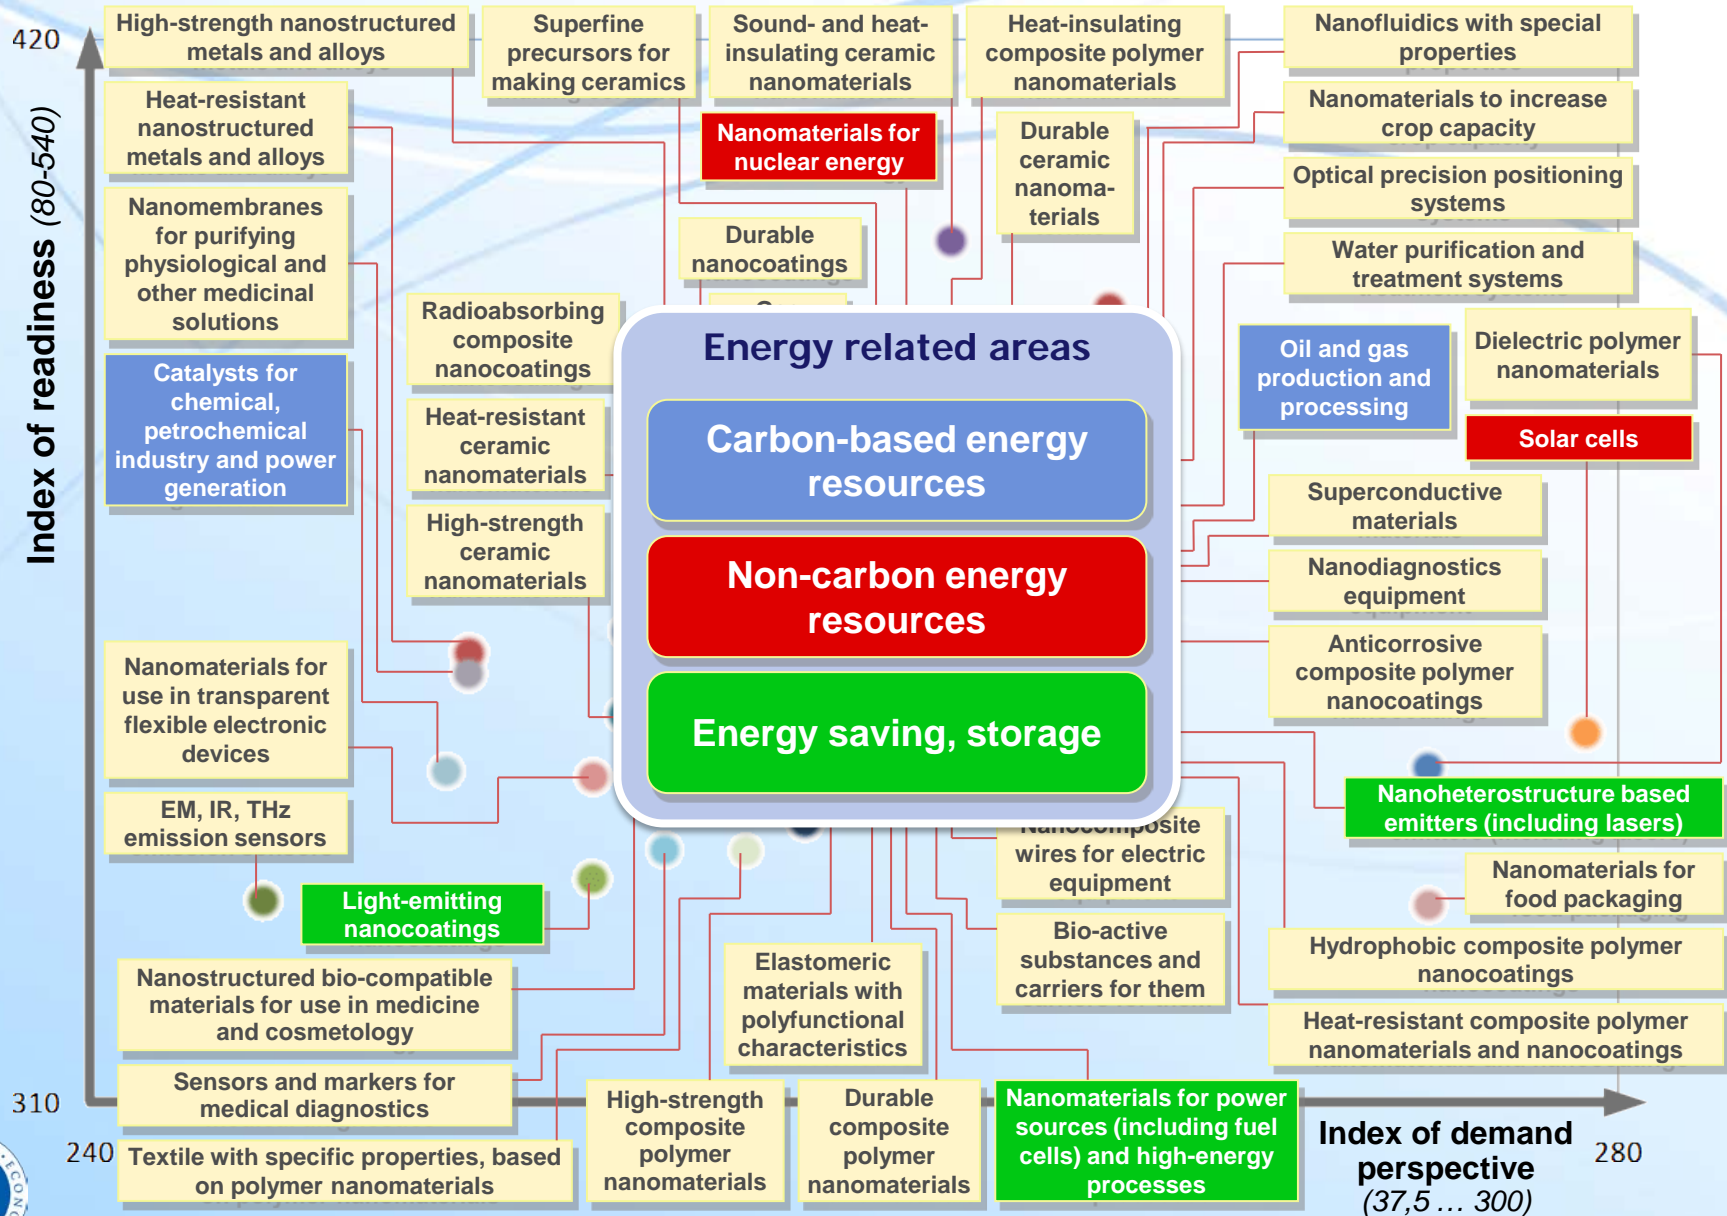 420
High-strength nanostructured
metals and alloys
Superfine
precursors for
making ceramics
Sound- and heat-
insulating ceramic
nanomaterials
Heat-insulating
composite polymer
nanomaterials
Nanofluidics with special
properties
Heat-resistant
nanostructured
metals and alloys
Nanomaterials for
nuclear energy
Durable
ceramic
nanoma-
terials
Nanomaterials to increase
crop capacity
Optical precision positioning
systems
Nanomembranes
for purifying
physiological and
other medicinal
solutions
Durable
nanocoatings
Water purification and
treatment systems
Index of readiness (80-540)
Radioabsorbing
composite
nanocoatings
Energy related areas
Carbon-based energy
resources
Non-carbon energy
resources
Energy saving, storage
Oil and gas
production and
processing
Dielectric polymer
nanomaterials
Solar cells
Catalysts for
chemical,
petrochemical
industry and power
generation
Heat-resistant
ceramic
nanomaterials
High-strength
ceramic
nanomaterials
Superconductive
materials
Nanodiagnostics
equipment
Anticorrosive
composite polymer
nanocoatings
Nanomaterials for
use in transparent
flexible electronic
devices
EM, IR, THz
emission sensors
Light-emitting
nanocoatings
Nanocomposite
wires for electric
equipment
Nanoheterostructure based
emitters (including lasers)
Nanomaterials for
food packaging
Bio-active
substances and
carriers for them
Hydrophobic composite polymer
nanocoatings
Elastomeric
materials with
polyfunctional
characteristics
Nanostructured bio-compatible
materials for use in medicine
and cosmetology
Heat-resistant composite polymer
nanomaterials and nanocoatings
Sensors and markers for
medical diagnostics
310
240
Textile with specific properties, based
on polymer nanomaterials
High-strength
composite
polymer
nanomaterials
Durable
composite
polymer
nanomaterials
Nanomaterials for power
sources (including fuel
cells) and high-energy
processes
Index of demand
perspective
(37,5 ... 300)
280